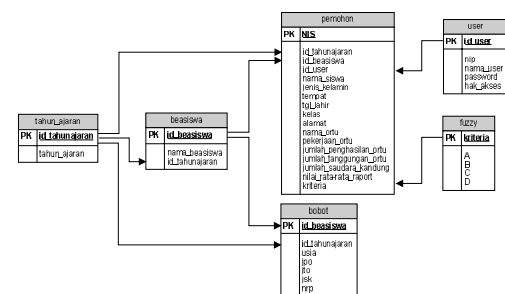 pemohon
PK NIS
id_tahunajaran
id_beasiswa
id_user
nama_siswa
jenis_kelamin
tempat
tgl_lahir
kelas
alamat
nama_ortu
pekerjaan_ortu
jumlah_penghasilan_ortu
jumlah_tanggungan_ortu
jumlah_saudara_kandung
nilai_rata-rata_raport
kriteria
user
PK id_user
nip
nama_user
password
hak_akses
tahun_ajaran
PK id_tahunajaran
tahun_ajaran
beasiswa
PK id_beasiswa
nama_beasiswa
id_tahunajaran
fuzzy
PK kriteria
A
B
C
D
bobot
PK id_beasiswa
id_tahunajaran
usia
jpo
jto
jsk
nrp